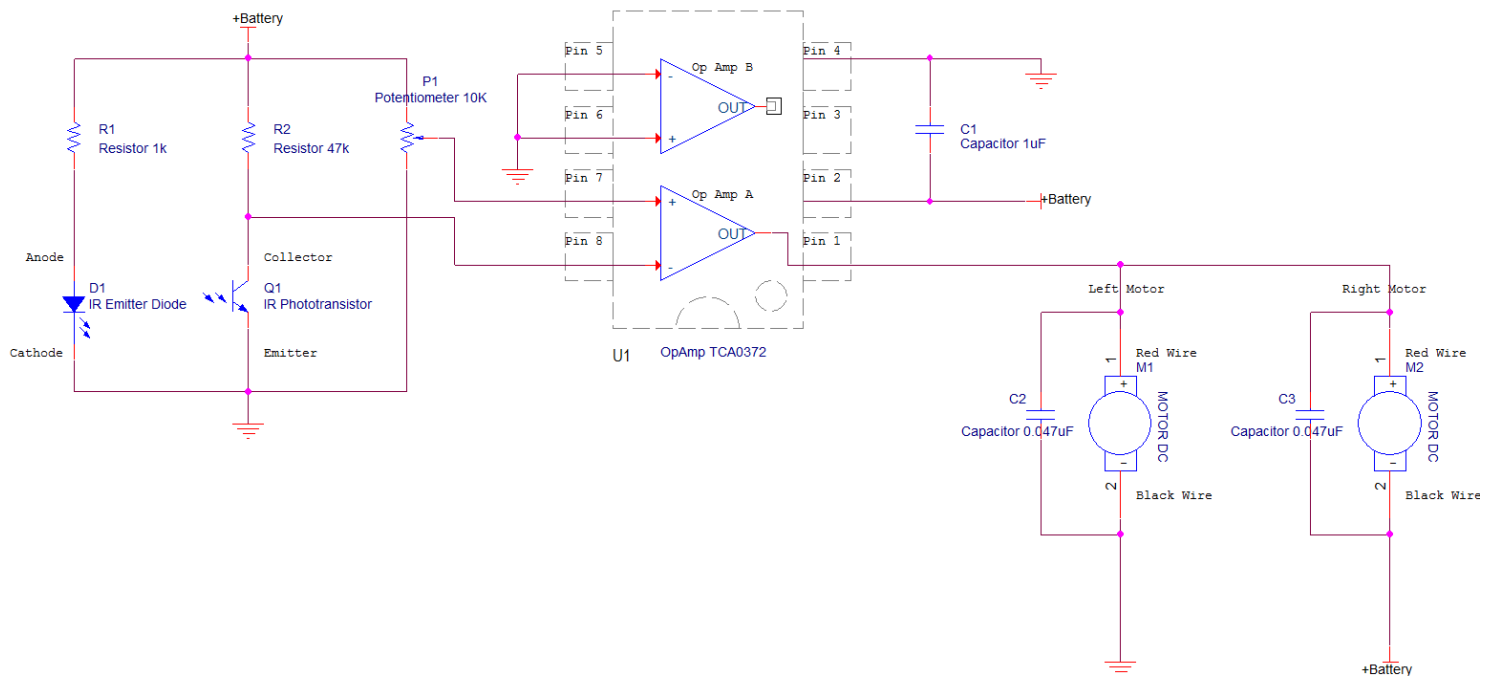 +Battery
P1
Potentiometer 10K
R1
Resistor 1k
R2
Resistor 47k
Anode
Collector
D1
IR Emitter Diode
Q1
IR Phototransistor
Cathode
Emitter
Pin 5
Pin 4
Op Amp B
-
OUT
+
Pin 6
Pin 3
Pin 7
Pin 2
Op Amp A
+
OUT
-
Pin 8
Pin 1
U1
OpAmp TCA0372
C1
Capacitor 1uF
+Battery
Left Motor
Right Motor
1
Red Wire
M1
+
MOTOR DC
-
2
Black Wire
C2
Capacitor 0.047uF
1
Red Wire
M2
+
MOTOR DC
-
2
Black Wire
C3
Capacitor 0.047uF
+Battery